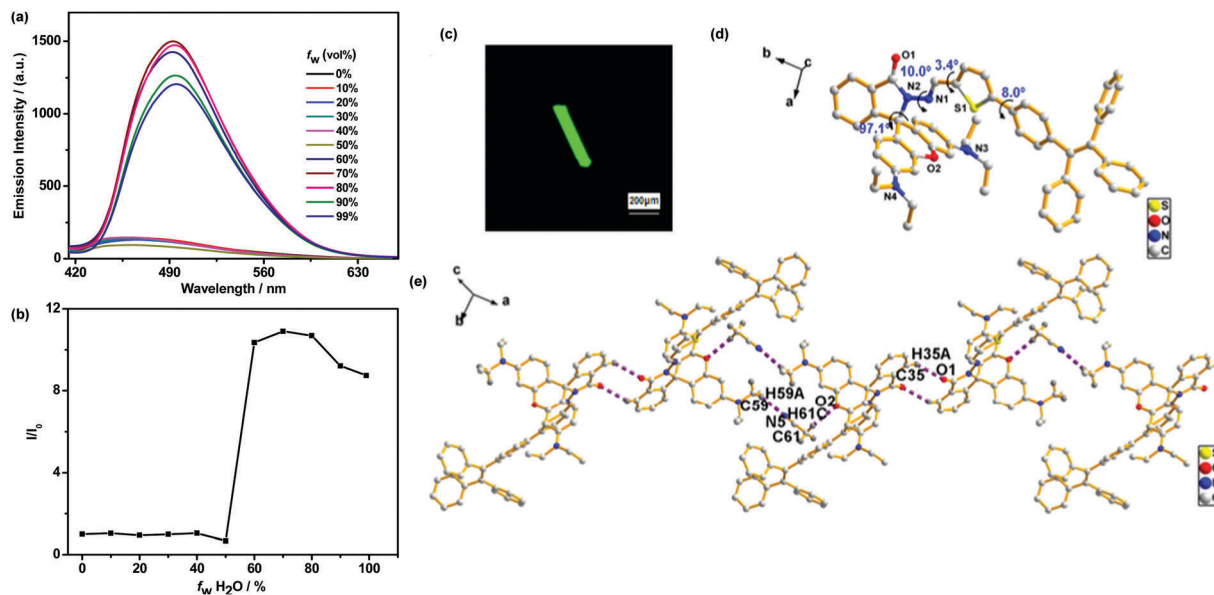 (a)
Emission Intensity / (a.u.)
1500
1000
500
0
420
490
560
630
Wavelength / nm
fw (vol%)
0%
10%
20%
30%
40%
50%
60%
70%
80%
90%
99%
(b)
I/I0
12
8
4
0
0
20
40
60
80
100
fw H2O / %
(c)
200μm
(d)
b
c
a
O1
10.0°
3.4°
N2
N1
S1
8.0°
97.1°
O2
N3
N4
S
O
N
C
(e)
c
a
b
H35A
O1
C35
H59A
C59
O2
H61C
N5
C61